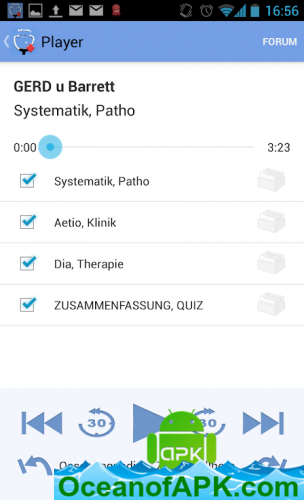 16:56
Player
FORUM
GERD u Barrett
Systematik, Patho
0:00
3:23
Systematik, Patho
Aetio, Klinik
Dia, Therapie
ZUSAMMENFASSUNG, QUIZ
30
30
apk
OceanofAPK.com